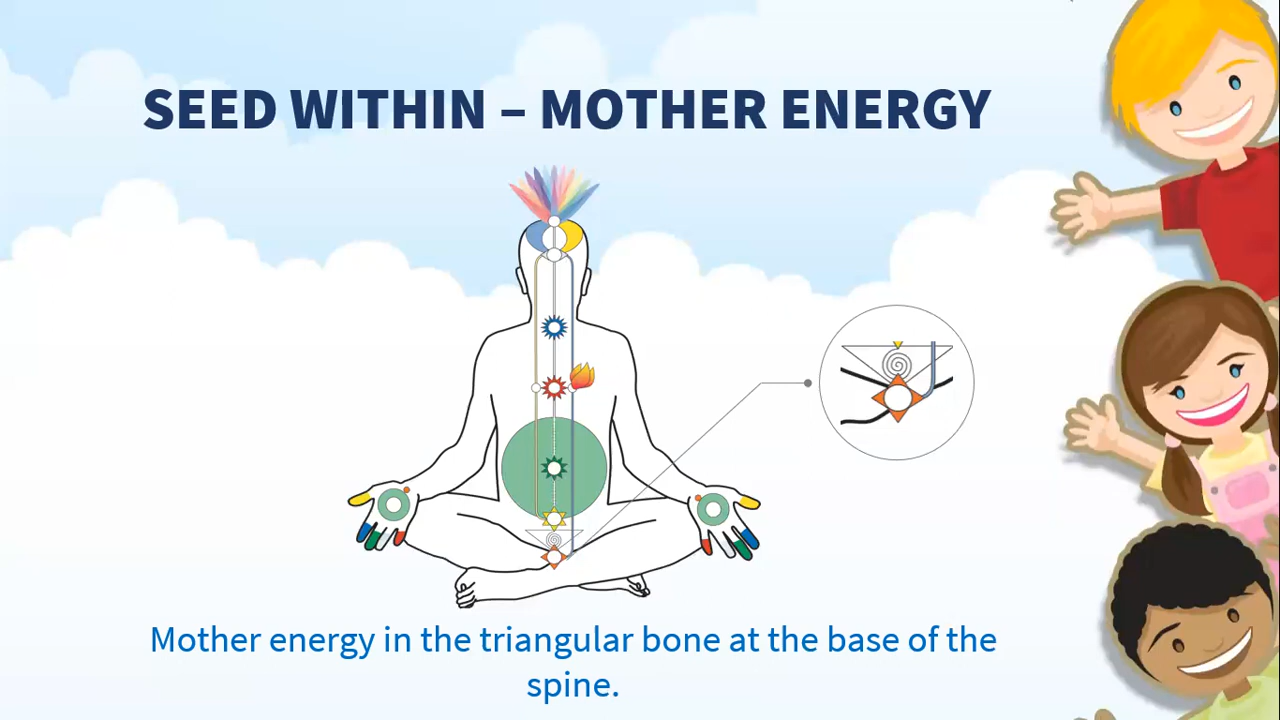 SEED WITHIN – MOTHER ENERGY
Mother energy in the triangular bone at the base of the
spine.